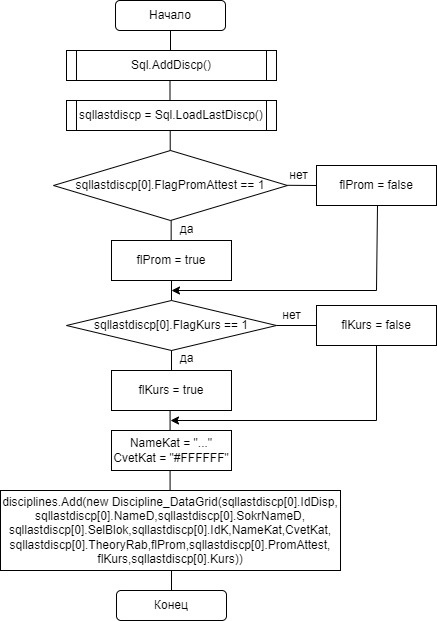 Начало
Sql.AddDiscp()
sqllastdiscp = Sql.LoadLastDiscp()
sqllastdiscp[0].FlagPromAttest == 1
нет
flProm = false
да
flProm = true
sqllastdiscp[0].FlagKurs == 1
нет
flKurs = false
да
flKurs = true
NameKat = "..."
CvetKat = "#FFFFFF"
disciplines.Add(new Discipline_DataGrid(sqllastdiscp[0].IdDisp,
sqllastdiscp[0].NameD,sqllastdiscp[0].SokrNameD,
sqllastdiscp[0].SelBlok,sqllastdiscp[0].IdK,NameKat,CvetKat,
sqllastdiscp[0].TheoryRab,flProm,sqllastdiscp[0].PromAttest,
flKurs,sqllastdiscp[0].Kurs))
Конец